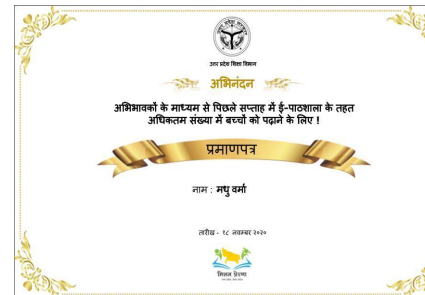 उत्तर प्रदेश शिक्षा विभाग
अभिनंदन
अभिभावकों के माध्यम से पिछले सप्ताह में ई-पाठशाला के तहत
अधिकतम संख्या में बच्चों को पढ़ाने के लिए !
प्रमाणपत्र
नाम : मधु वर्मा
तारीख - १८ नवम्बर २०२०
मिशन प्रेरणा